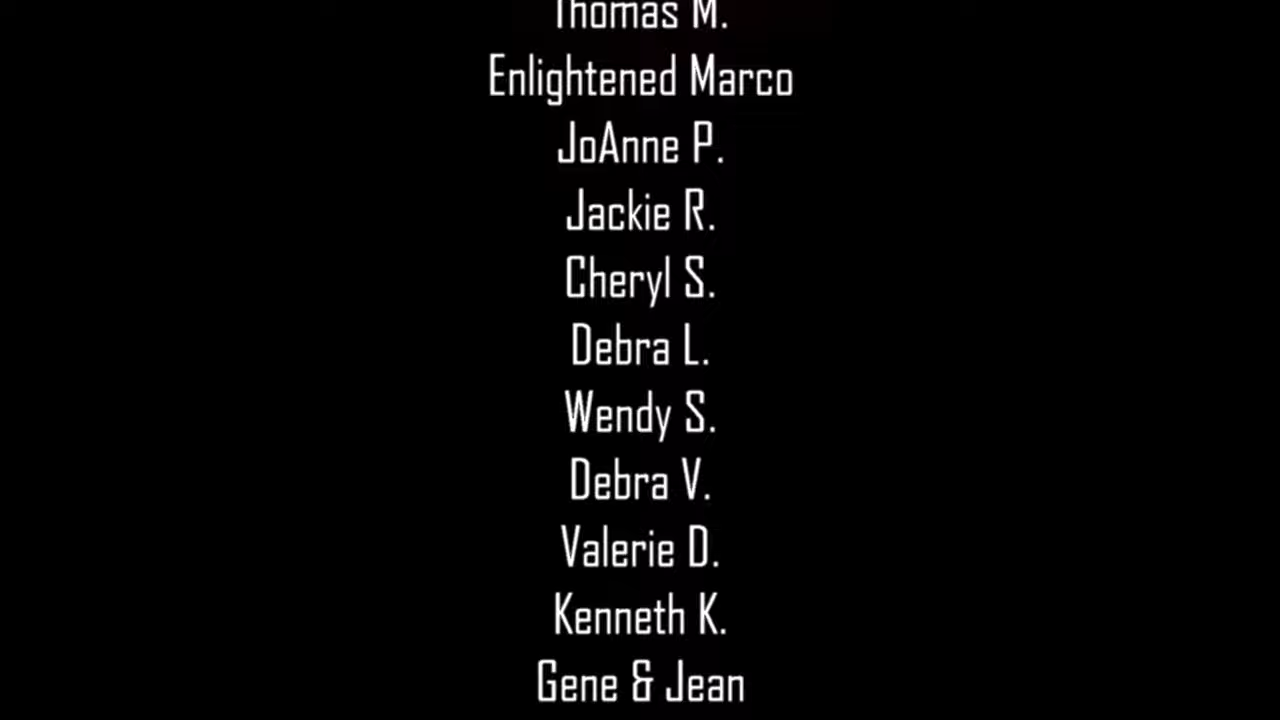 Thomas M.
Enlightened Marco
JoAnne P.
Jackie R.
Cheryl S.
Debra L.
Wendy S.
Debra V.
Valerie D.
Kenneth K.
Gene & Jean